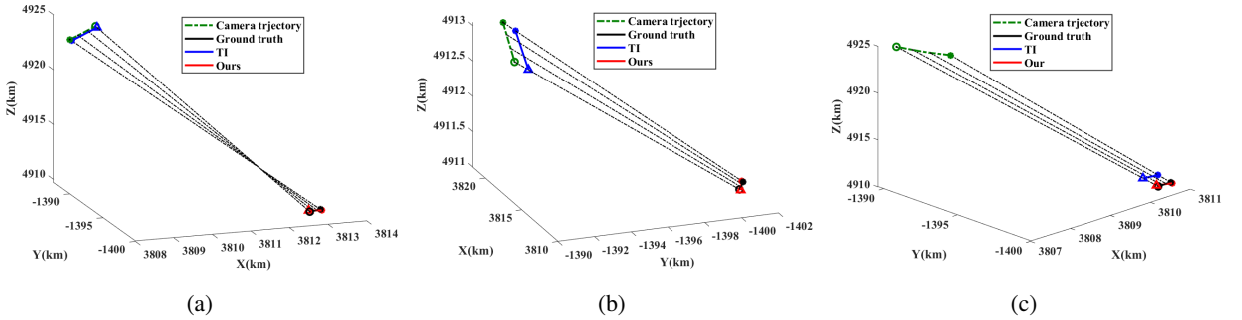 4925
4920
4915
4910
Z(km)
-1390
-1395
-1400
Y(km)
3808
3809
3810
3811
3812
3813
3814
X(km)
Camera trjectory
Ground truth
TI
Ours
(a)
4913
4912.5
4912
4911.5
4911
Z(km)
3820
3815
3810
X(km)
-1390
-1392
-1394
-1396
-1398
-1400
-1402
Y(km)
Camera trajectory
Ground truth
TI
Ours
(b)
4925
4920
4915
4910
Z(km)
-1390
-1395
-1400
Y(km)
3807
3808
3809
3810
3811
X(km)
Camera trjectory
Ground truth
TI
Our
(c)